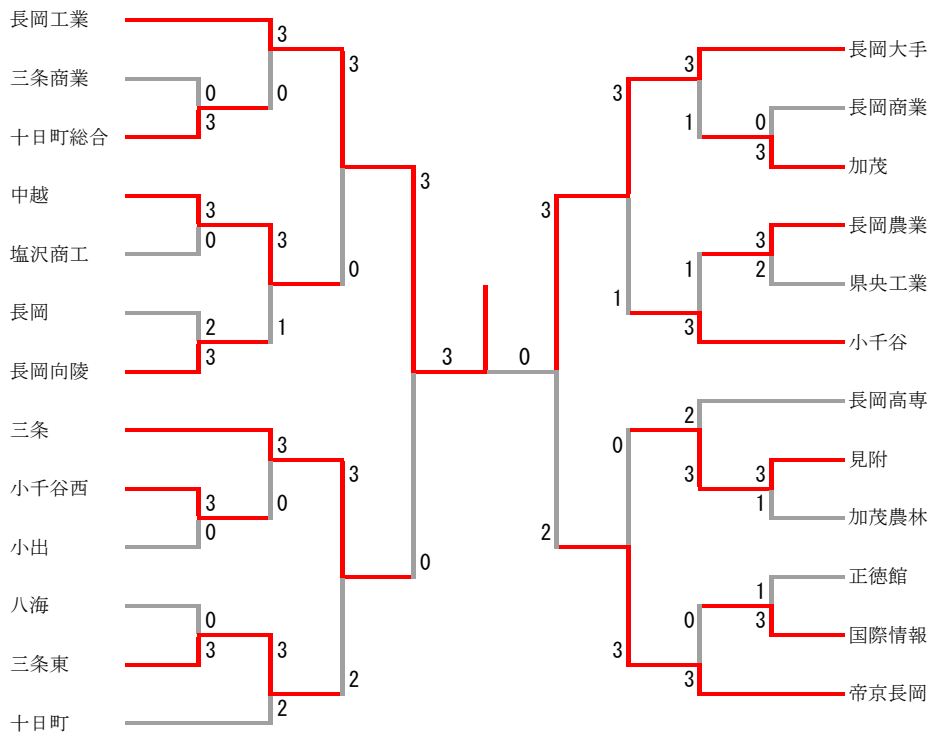 長岡工業
三条商業
十日町総合
中越
塩沢商工
長岡
長岡向陵
三条
小千谷西
小出
八海
三条東
十日町
3
0
3
0
3
3
0
3
0
2
3
1
3
3
3
0
0
3
0
0
3
3
2
2
3
0
3
2
3
1
3
1
0
3
1
3
2
1
3
0
2
3
3
1
0
3
1
3
長岡大手
長岡商業
加茂
長岡農業
県央工業
小千谷
長岡高専
見附
加茂農林
正徳館
国際情報
帝京長岡